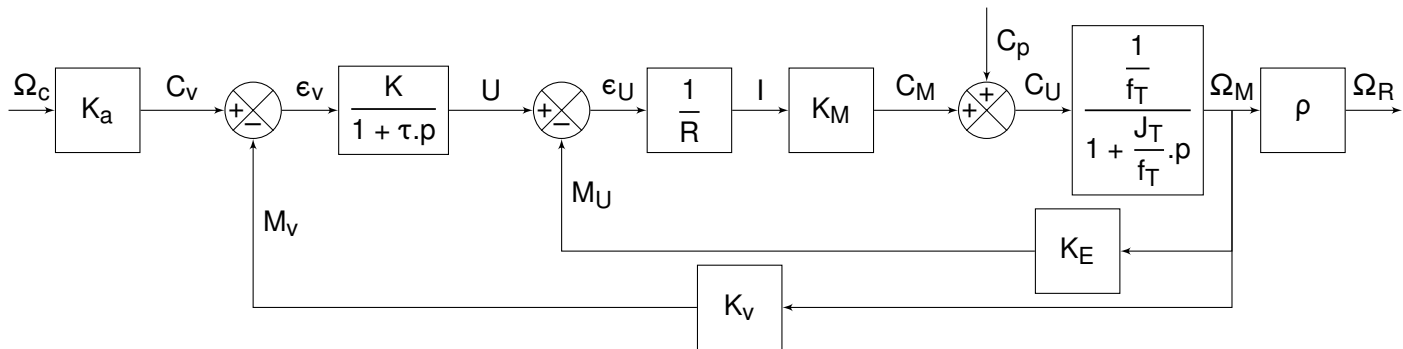 Ω_c
K_a
C_v
+
−
ε_v
K
1 + τ.p
U
+
−
ε_U
1
R
I
K_M
C_M
C_p
+
+
C_U
1
f_T
1 + J_T/f_T .p
Ω_M
ρ
Ω_R
M_U
K_E
M_v
K_v